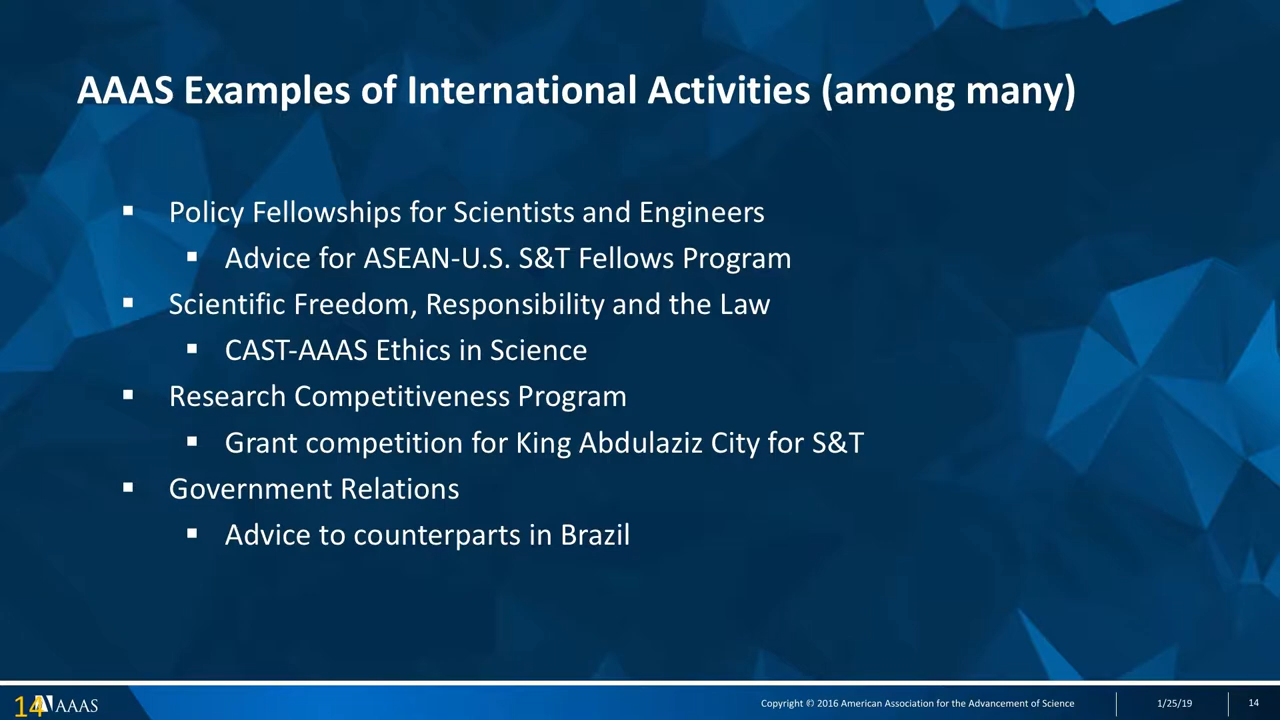 AAAS Examples of International Activities (among many)
▪ Policy Fellowships for Scientists and Engineers
▪ Advice for ASEAN-U.S. S&T Fellows Program
▪ Scientific Freedom, Responsibility and the Law
▪ CAST-AAAS Ethics in Science
▪ Research Competitiveness Program
▪ Grant competition for King Abdulaziz City for S&T
▪ Government Relations
▪ Advice to counterparts in Brazil
14 AAAS Copyright © 2016 American Association for the Advancement of Science 1/25/19 14